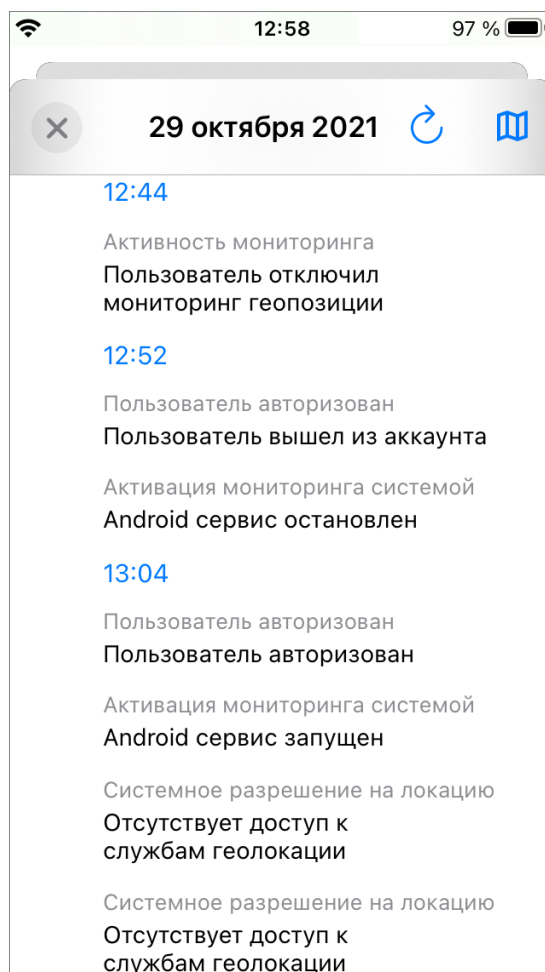 12:58
97 %
29 октября 2021
12:44
Активность мониторинга
Пользователь отключил
мониторинг геопозиции
12:52
Пользователь авторизован
Пользователь вышел из аккаунта
Активация мониторинга системой
Android сервис остановлен
13:04
Пользователь авторизован
Пользователь авторизован
Активация мониторинга системой
Android сервис запущен
Системное разрешение на локацию
Отсутствует доступ к
службам геолокации
Системное разрешение на локацию
Отсутствует доступ к
службам геолокации